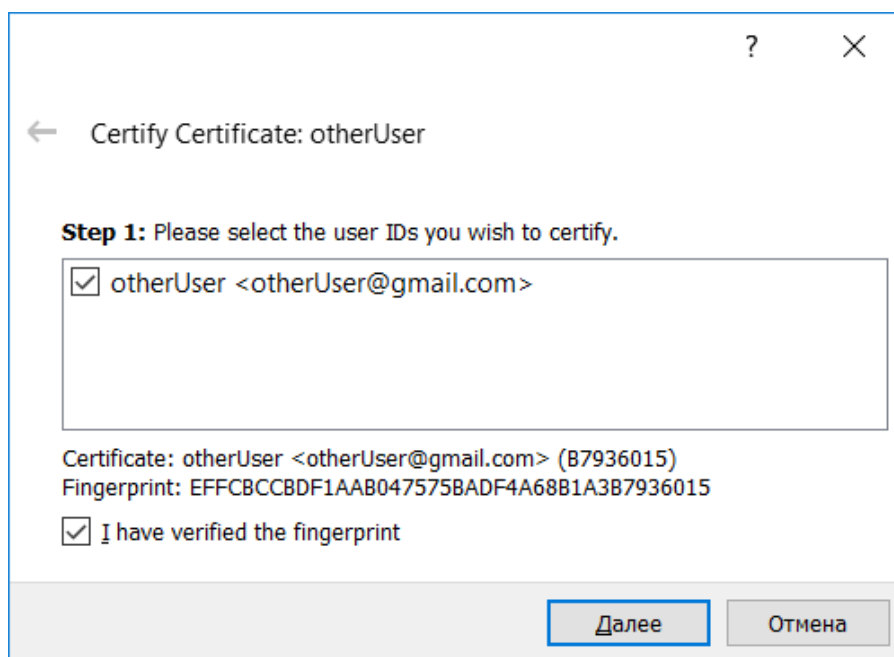 ?
Certify Certificate: otherUser
Step 1: Please select the user IDs you wish to certify.
otherUser <otherUser@gmail.com>
Certificate: otherUser <otherUser@gmail.com> (B7936015)
Fingerprint: EFFCBCCBDF1AAB047575BADF4A68B1A3B7936015
I have verified the fingerprint
Далее Отмена